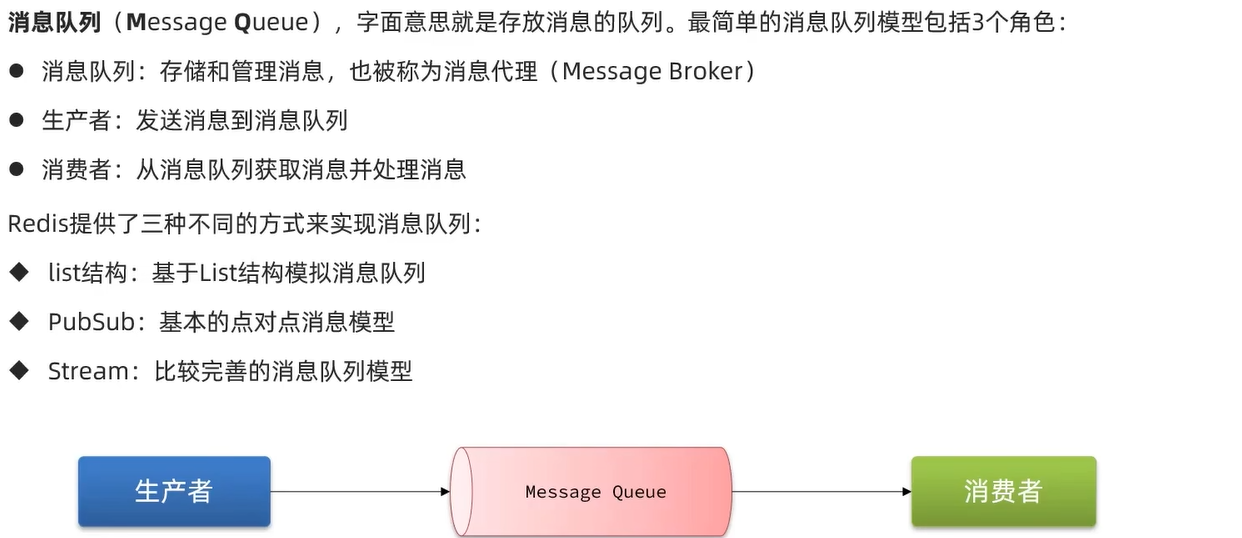 消息队列（Message Queue），字面意思就是存放消息的队列。最简单的消息队列模型包括3个角色：
● 消息队列：存储和管理消息，也被称为消息代理（Message Broker）
● 生产者：发送消息到消息队列
● 消费者：从消息队列获取消息并处理消息
Redis提供了三种不同的方式来实现消息队列：
◆ list结构：基于List结构模拟消息队列
◆ PubSub：基本的点对点消息模型
◆ Stream：比较完善的消息队列模型
生产者
Message Queue
消费者